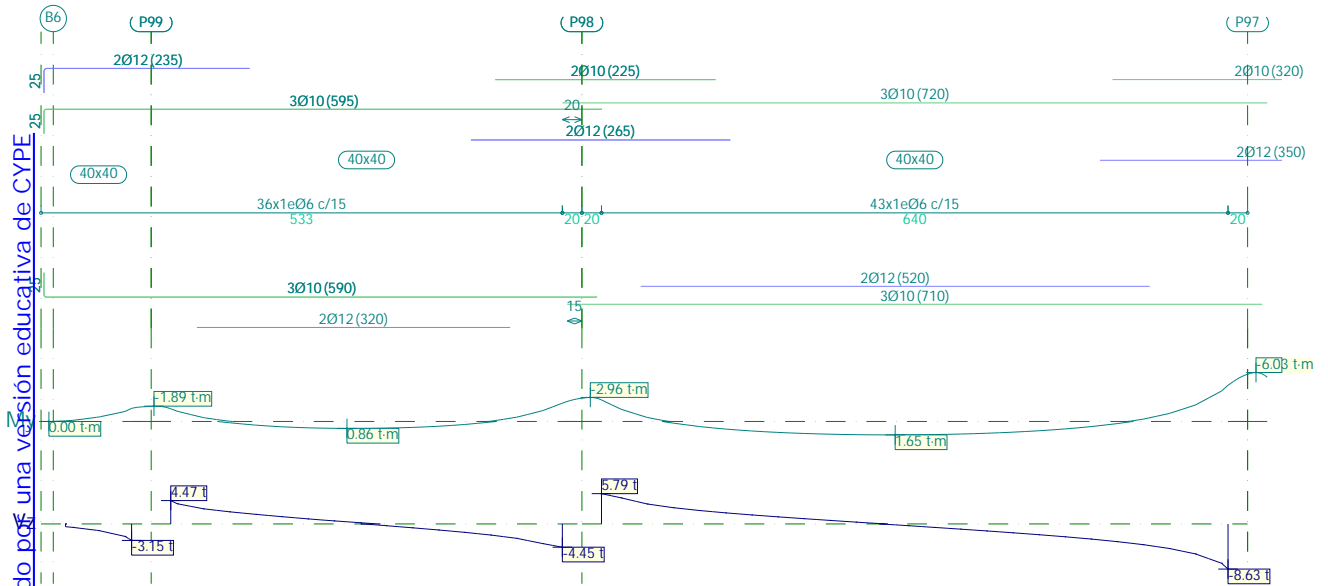 B6
P99
P98
P97
2Ø12 (235)
2Ø10 (225)
2Ø10 (320)
25
3Ø10 (595)
3Ø10 (720)
25
20
2Ø12 (265)
2Ø12 (350)
40x40
40x40
40x40
36x1eØ6 c/15
43x1eØ6 c/15
533
20
20
640
20
25
3Ø10 (590)
2Ø12 (520)
3Ø10 (710)
15
2Ø12 (320)
-6.03 t·m
-1.89 t·m
-2.96 t·m
0.00 t·m
0.86 t·m
1.65 t·m
4.47 t
5.79 t
-3.15 t
-4.45 t
-8.63 t
do por una versión educativa de CYPE